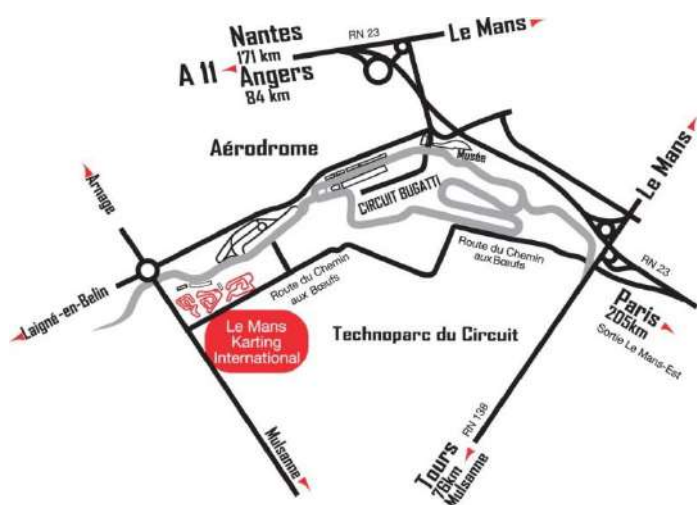 RN 23
Le Mans
Nantes
171 km
A 11
Angers
84 km
Aérodrome
Musée
CIRCUIT BUGATTI
Le Mans
Arnage
Route du Chemin
aux Bœufs
Route du Chemin
aux Bœufs
RN 23
Laigné-en-Belin
Paris
205km
Sortie Le Mans-Est
Le Mans
Karting
International
Technoparc du Circuit
Mulsanne
RN 138
Tours
76km
Mulsanne